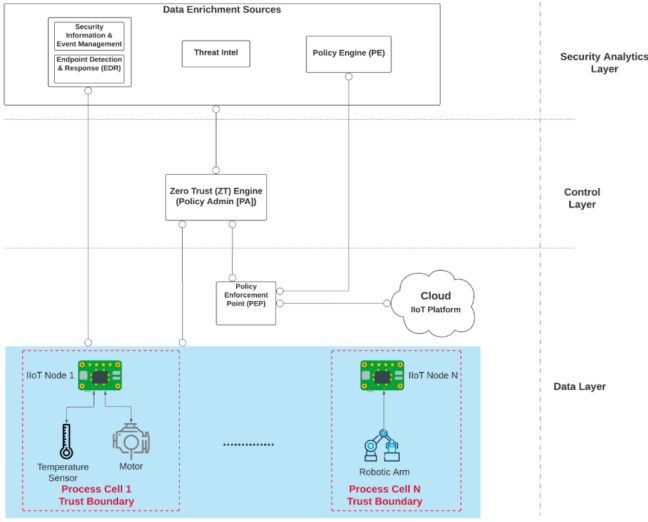 Data Enrichment Sources
Security
Information &
Event Management
Endpoint Detection
& Response (EDR)
Threat Intel
Policy Engine (PE)
Security Analytics
Layer
Zero Trust (ZT) Engine
(Policy Admin [PA])
Control
Layer
Policy
Enforcement
Point (PEP)
Cloud
IIoT Platform
IIoT Node 1
IIoT Node N
Data Layer
Temperature
Sensor
Motor
..............
Robotic Arm
Process Cell 1
Trust Boundary
Process Cell N
Trust Boundary